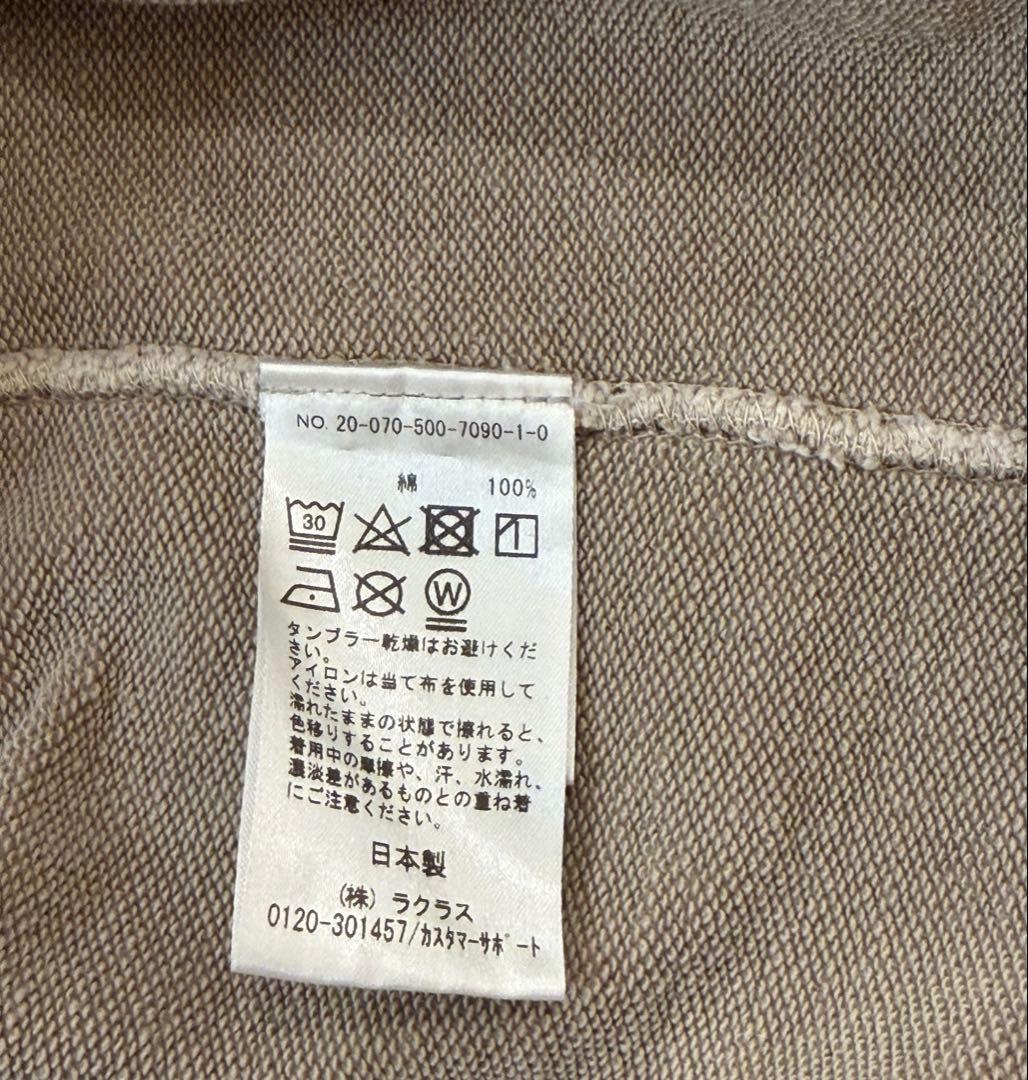 NO. 20-070-500-7090-1-0
綿 100%
30
W
タンブラー乾燥はお避けくだ
さい。
アイロンは当て布を使用して
ください。
濡れたままの状態で擦れると、
色移りすることがあります。
着用中の摩擦や、汗、水濡れ、
濃淡差があるものとの重ね着
にご注意ください。
日本製
(株) ラクラス
0120-301457/カスタマーサポート